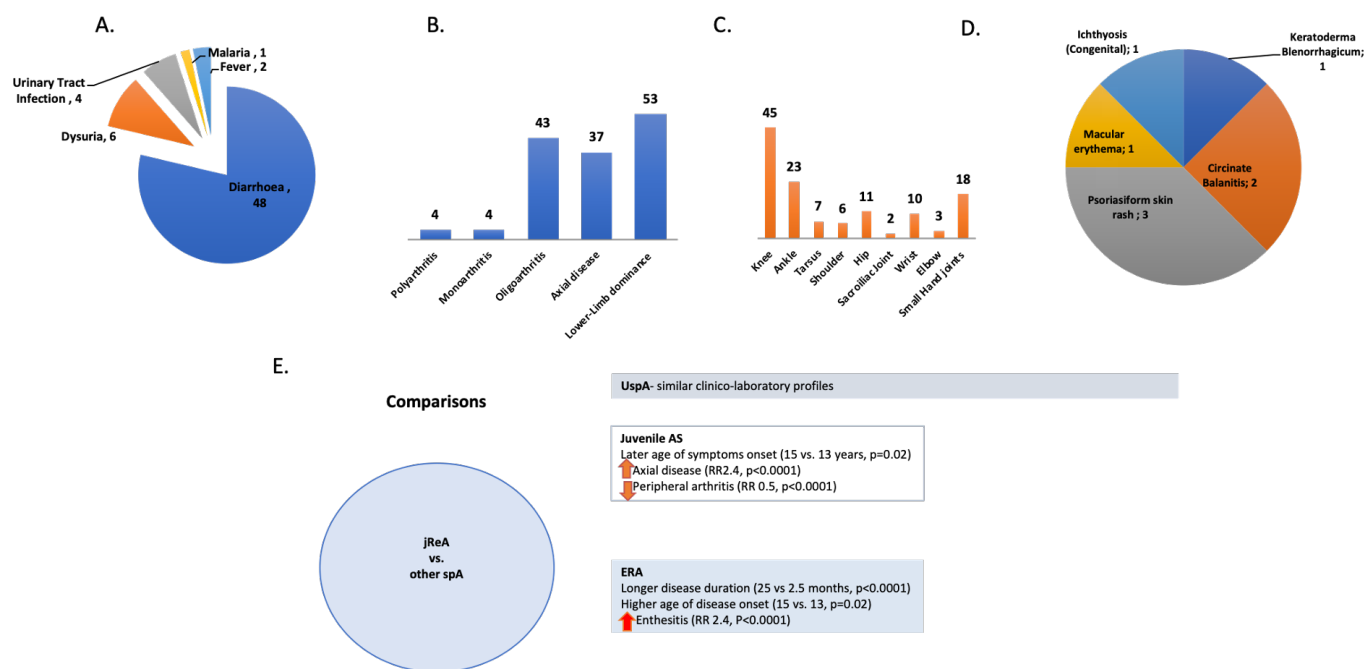 A.
Malaria , 1
Fever , 2
Urinary Tract
Infection , 4
Dysuria, 6
Diarrhoea ,
48
B.
4
4
43
37
53
Polyarthritis
Monoarthritis
Oligoarthritis
Axial disease
Lower-Limb dominance
C.
45
23
7
6
11
2
10
3
18
Knee
Ankle
Tarsus
Shoulder
Hip
Sacroiliac Joint
Wrist
Elbow
Small Hand Joints
D.
Ichthyosis
(Congenital); 1
Keratoderma
Blenorrhagicum;
1
Macular
erythema; 1
Circinate
Balanitis; 2
Psoriasiform skin
rash ; 3
E.
Comparisons
jReA
vs.
other spA
UspA- similar clinico-laboratory profiles
Juvenile AS
Later age of symptoms onset (15 vs. 13 years, p=0.02)
Axial disease (RR2.4, p<0.0001)
Peripheral arthritis (RR 0.5, p<0.0001)
ERA
Longer disease duration (25 vs 2.5 months, p<0.0001)
Higher age of disease onset (15 vs. 13, p=0.02)
Enthesitis (RR 2.4, P<0.0001)